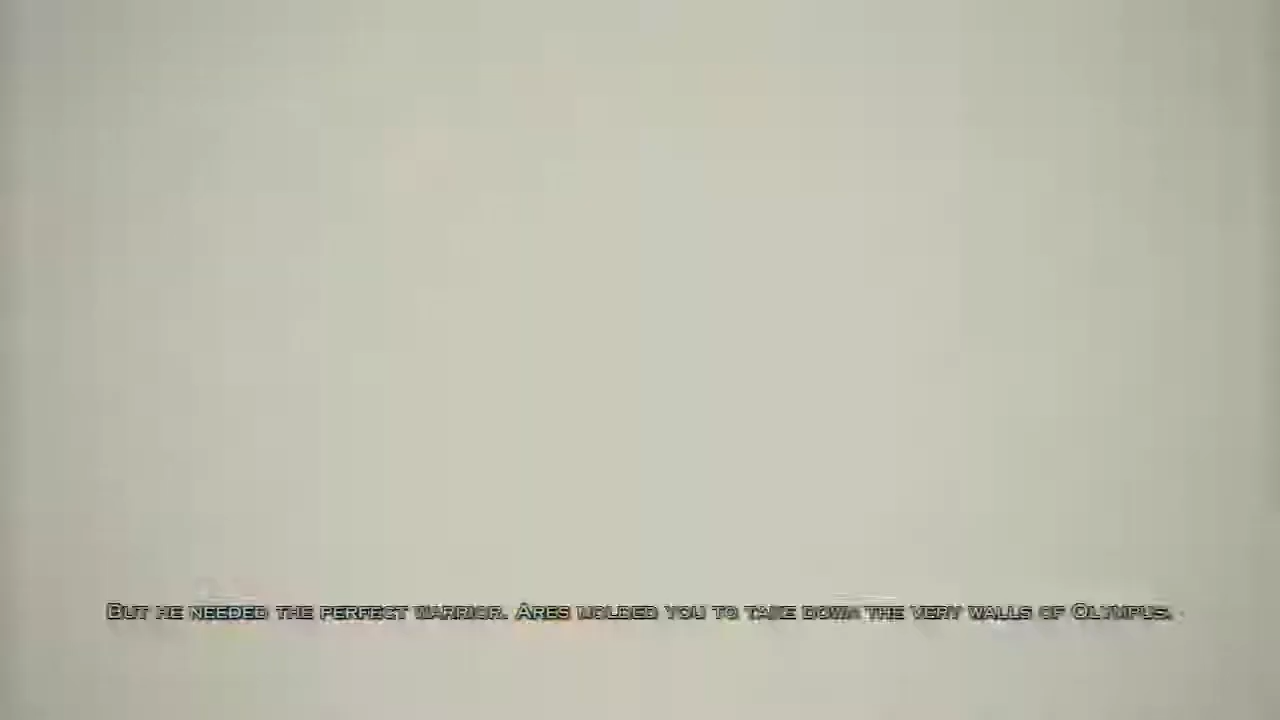 But he needed the perfect warrior. Ares molded you to take down the very walls of Olympus.